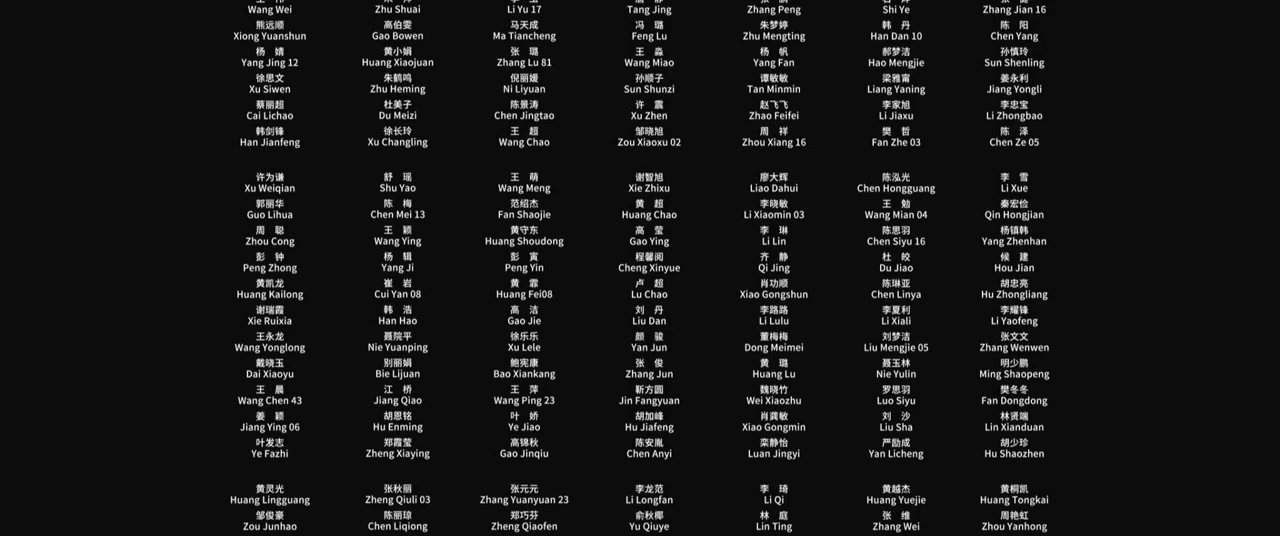 Wang Wei Zhu Shuai Li Yu 17 Tang Jing Zhang Peng Shi Ye Zhang Jian 16
熊远顺 高伯雯 马天成 冯 璐 朱梦婷 韩 丹 陈 阳
Xiong Yuanshun Gao Bowen Ma Tiancheng Feng Lu Zhu Mengting Han Dan 10 Chen Yang
杨 婧 黄小娟 张 璐 王 淼 杨 帆 郝梦洁 孙慎玲
Yang Jing 12 Huang Xiaojuan Zhang Lu 81 Wang Miao Yang Fan Hao Mengjie Sun Shenling
徐思文 朱鹤鸣 倪丽媛 孙顺子 谭敏敏 梁雅甯 姜永利
Xu Siwen Zhu Heming Ni Liyuan Sun Shunzi Tan Minmin Liang Yaning Jiang Yongli
蔡丽超 杜美子 陈景涛 许 震 赵飞飞 李家旭 李忠宝
Cai Lichao Du Meizi Chen Jingtao Xu Zhen Zhao Feifei Li Jiaxu Li Zhongbao
韩剑锋 徐长玲 王 超 邹晓旭 周 祥 樊 哲 陈 泽
Han Jianfeng Xu Changling Wang Chao Zou Xiaoxu 02 Zhou Xiang 16 Fan Zhe 03 Chen Ze 05
许为谦 舒 瑶 王 萌 谢智旭 廖大辉 陈泓光 李 雪
Xu Weiqian Shu Yao Wang Meng Xie Zhixu Liao Dahui Chen Hongguang Li Xue
郭丽华 陈 梅 范绍杰 黄 超 李晓敏 王 勉 秦宏俭
Guo Lihua Chen Mei 13 Fan Shaojie Huang Chao Li Xiaomin 03 Wang Mian 04 Qin Hongjian
周 聪 王 颖 黄守东 高 莹 李 琳 陈思羽 杨镇韩
Zhou Cong Wang Ying Huang Shoudong Gao Ying Li Lin Chen Siyu 16 Yang Zhenhan
彭 钟 杨 辑 彭 寅 程馨阅 齐 静 杜 皎 候 建
Peng Zhong Yang Ji Peng Yin Cheng Xinyue Qi Jing Du Jiao Hou Jian
黄凯龙 崔 岩 黄 霏 卢 超 肖功顺 陈琳亚 胡忠亮
Huang Kailong Cui Yan 08 Huang Fei08 Lu Chao Xiao Gongshun Chen Linya Hu Zhongliang
谢瑞霞 韩 浩 高 洁 刘 丹 李路路 李夏利 李耀锋
Xie Ruixia Han Hao Gao Jie Liu Dan Li Lulu Li Xiali Li Yaofeng
王永龙 聂院平 徐乐乐 颜 骏 董梅梅 刘梦洁 张文文
Wang Yonglong Nie Yuanping Xu Lele Yan Jun Dong Meimei Liu Mengjie 05 Zhang Wenwen
戴晓玉 别丽娟 鲍宪康 张 俊 黄 璐 聂玉林 明少鹏
Dai Xiaoyu Bie Lijuan Bao Xiankang Zhang Jun Huang Lu Nie Yulin Ming Shaopeng
王 晨 江 桥 王 萍 靳方圆 魏晓竹 罗思羽 樊冬冬
Wang Chen 43 Jiang Qiao Wang Ping 23 Jin Fangyuan Wei Xiaozhu Luo Siyu Fan Dongdong
姜 颖 胡恩铭 叶 娇 胡加峰 肖龚敏 刘 沙 林贤端
Jiang Ying 06 Hu Enming Ye Jiao Hu Jiafeng Xiao Gongmin Liu Sha Lin Xianduan
叶发志 郑霞莹 高锦秋 陈安胤 栾静怡 严励成 胡少珍
Ye Fazhi Zheng Xiaying Gao Jinqiu Chen Anyi Luan Jingyi Yan Licheng Hu Shaozhen
黄灵光 张秋丽 张元元 李龙范 李 琦 黄越杰 黄桐凯
Huang Lingguang Zheng Qiuli 03 Zhang Yuanyuan 23 Li Longfan Li Qi Huang Yuejie Huang Tongkai
邹俊豪 陈丽琼 郑巧芬 俞秋椰 林 庭 张 维 周艳虹
Zou Junhao Chen Liqiong Zheng Qiaofen Yu Qiuye Lin Ting Zhang Wei Zhou Yanhong